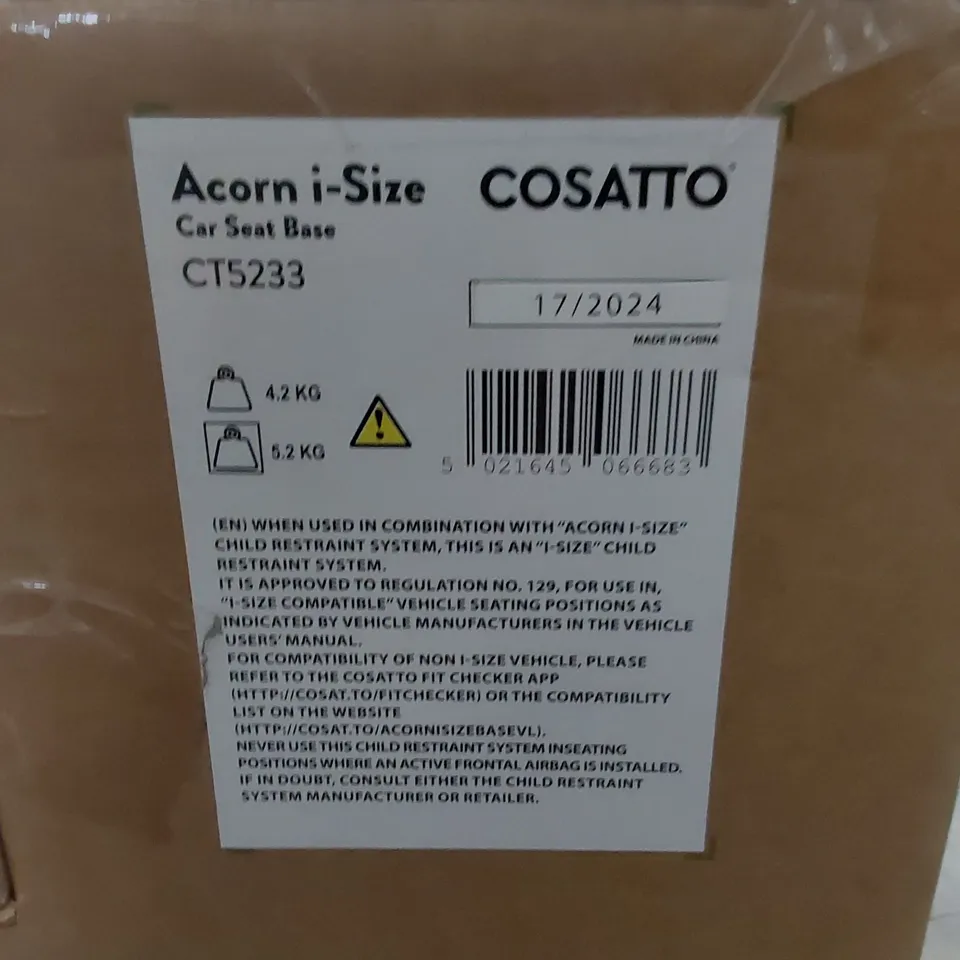 Acorn i-Size
Car Seat Base
CT5233
COSATTO
17/2024
MADE IN CHINA
4.2 KG
5.2 KG
5 021645 066683
(EN) WHEN USED IN COMBINATION WITH "ACORN I-SIZE"
CHILD RESTRAINT SYSTEM, THIS IS AN "I-SIZE" CHILD
RESTRAINT SYSTEM.
IT IS APPROVED TO REGULATION NO. 129, FOR USE IN,
"I-SIZE COMPATIBLE" VEHICLE SEATING POSITIONS AS
INDICATED BY VEHICLE MANUFACTURERS IN THE VEHICLE
USERS' MANUAL.
FOR COMPATIBILITY OF NON I-SIZE VEHICLE, PLEASE
REFER TO THE COSATTO FIT CHECKER APP
(HTTP://COSAT.TO/FITCHECKER) OR THE COMPATIBILITY
LIST ON THE WEBSITE
(HTTP://COSAT.TO/ACORNISIZEBASEVL).
NEVER USE THIS CHILD RESTRAINT SYSTEM INSEATING
POSITIONS WHERE AN ACTIVE FRONTAL AIRBAG IS INSTALLED.
IF IN DOUBT, CONSULT EITHER THE CHILD RESTRAINT
SYSTEM MANUFACTURER OR RETAILER.